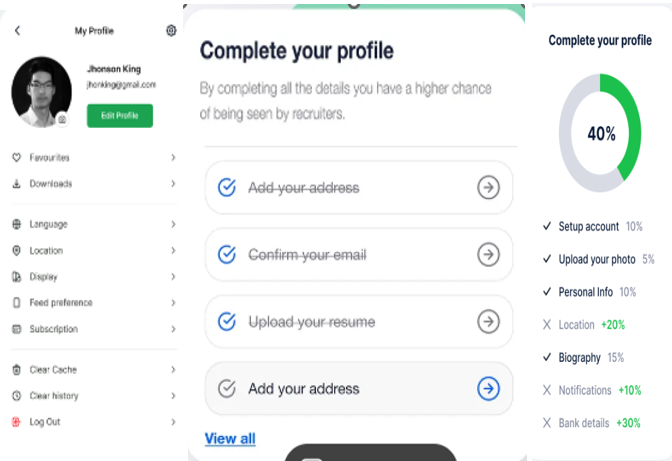 My Profile
Jhonson King
jhonking@gmail.com
Edit Profile
Favourites
Downloads
Language
Location
Display
Feed preference
Subscription
Clear Cache
Clear history
Log Out
Complete your profile
By completing all the details you have a higher chance
of being seen by recruiters.
Add your address
Confirm your email
Upload your resume
Add your address
View all
Complete your profile
40%
Setup account 10%
Upload your photo 5%
Personal Info 10%
Location +20%
Biography 15%
Notifications +10%
Bank details +30%